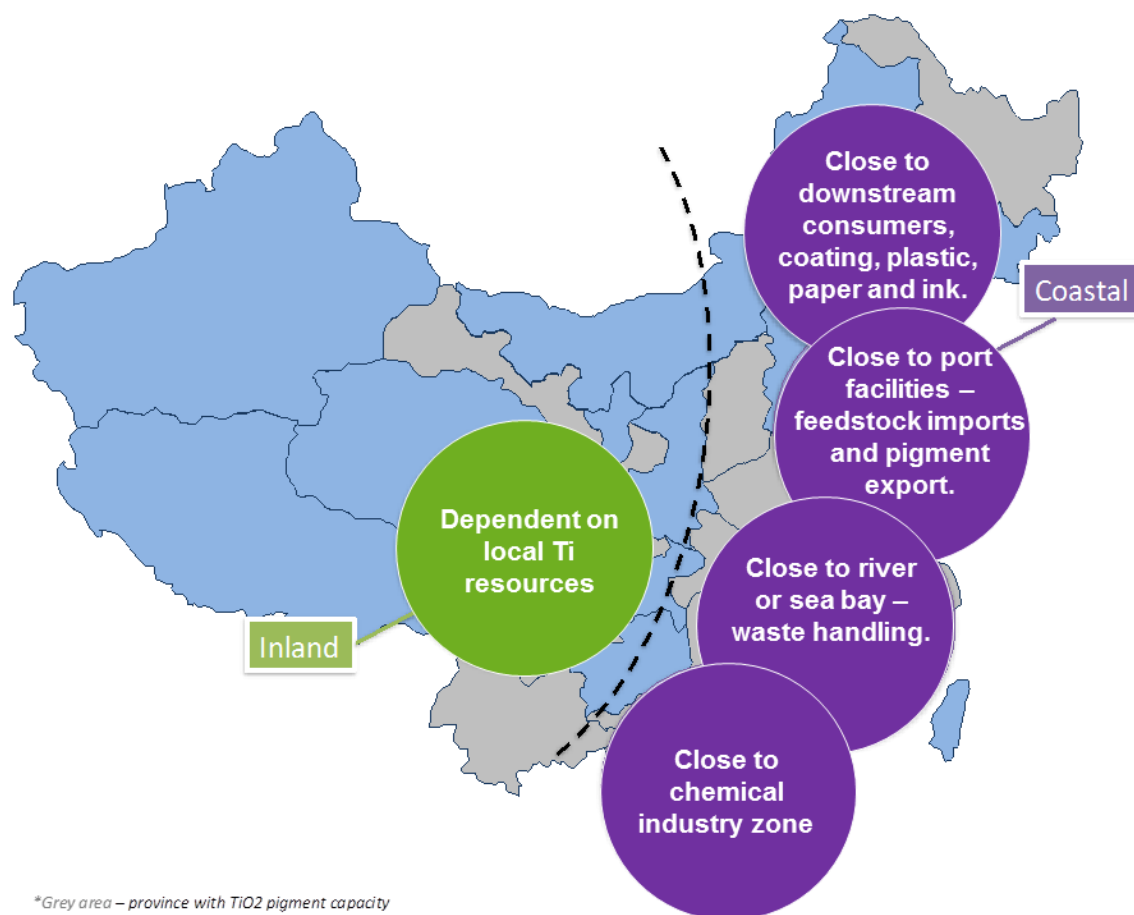 Close to
downstream
consumers,
coating, plastic,
paper and ink.
Coastal
Close to port
facilities –
feedstock imports
and pigment
export.
Dependent on
local Ti
resources
Close to river
or sea bay –
waste handling.
Inland
Close to
chemical
industry zone
*Grey area – province with TiO2 pigment capacity